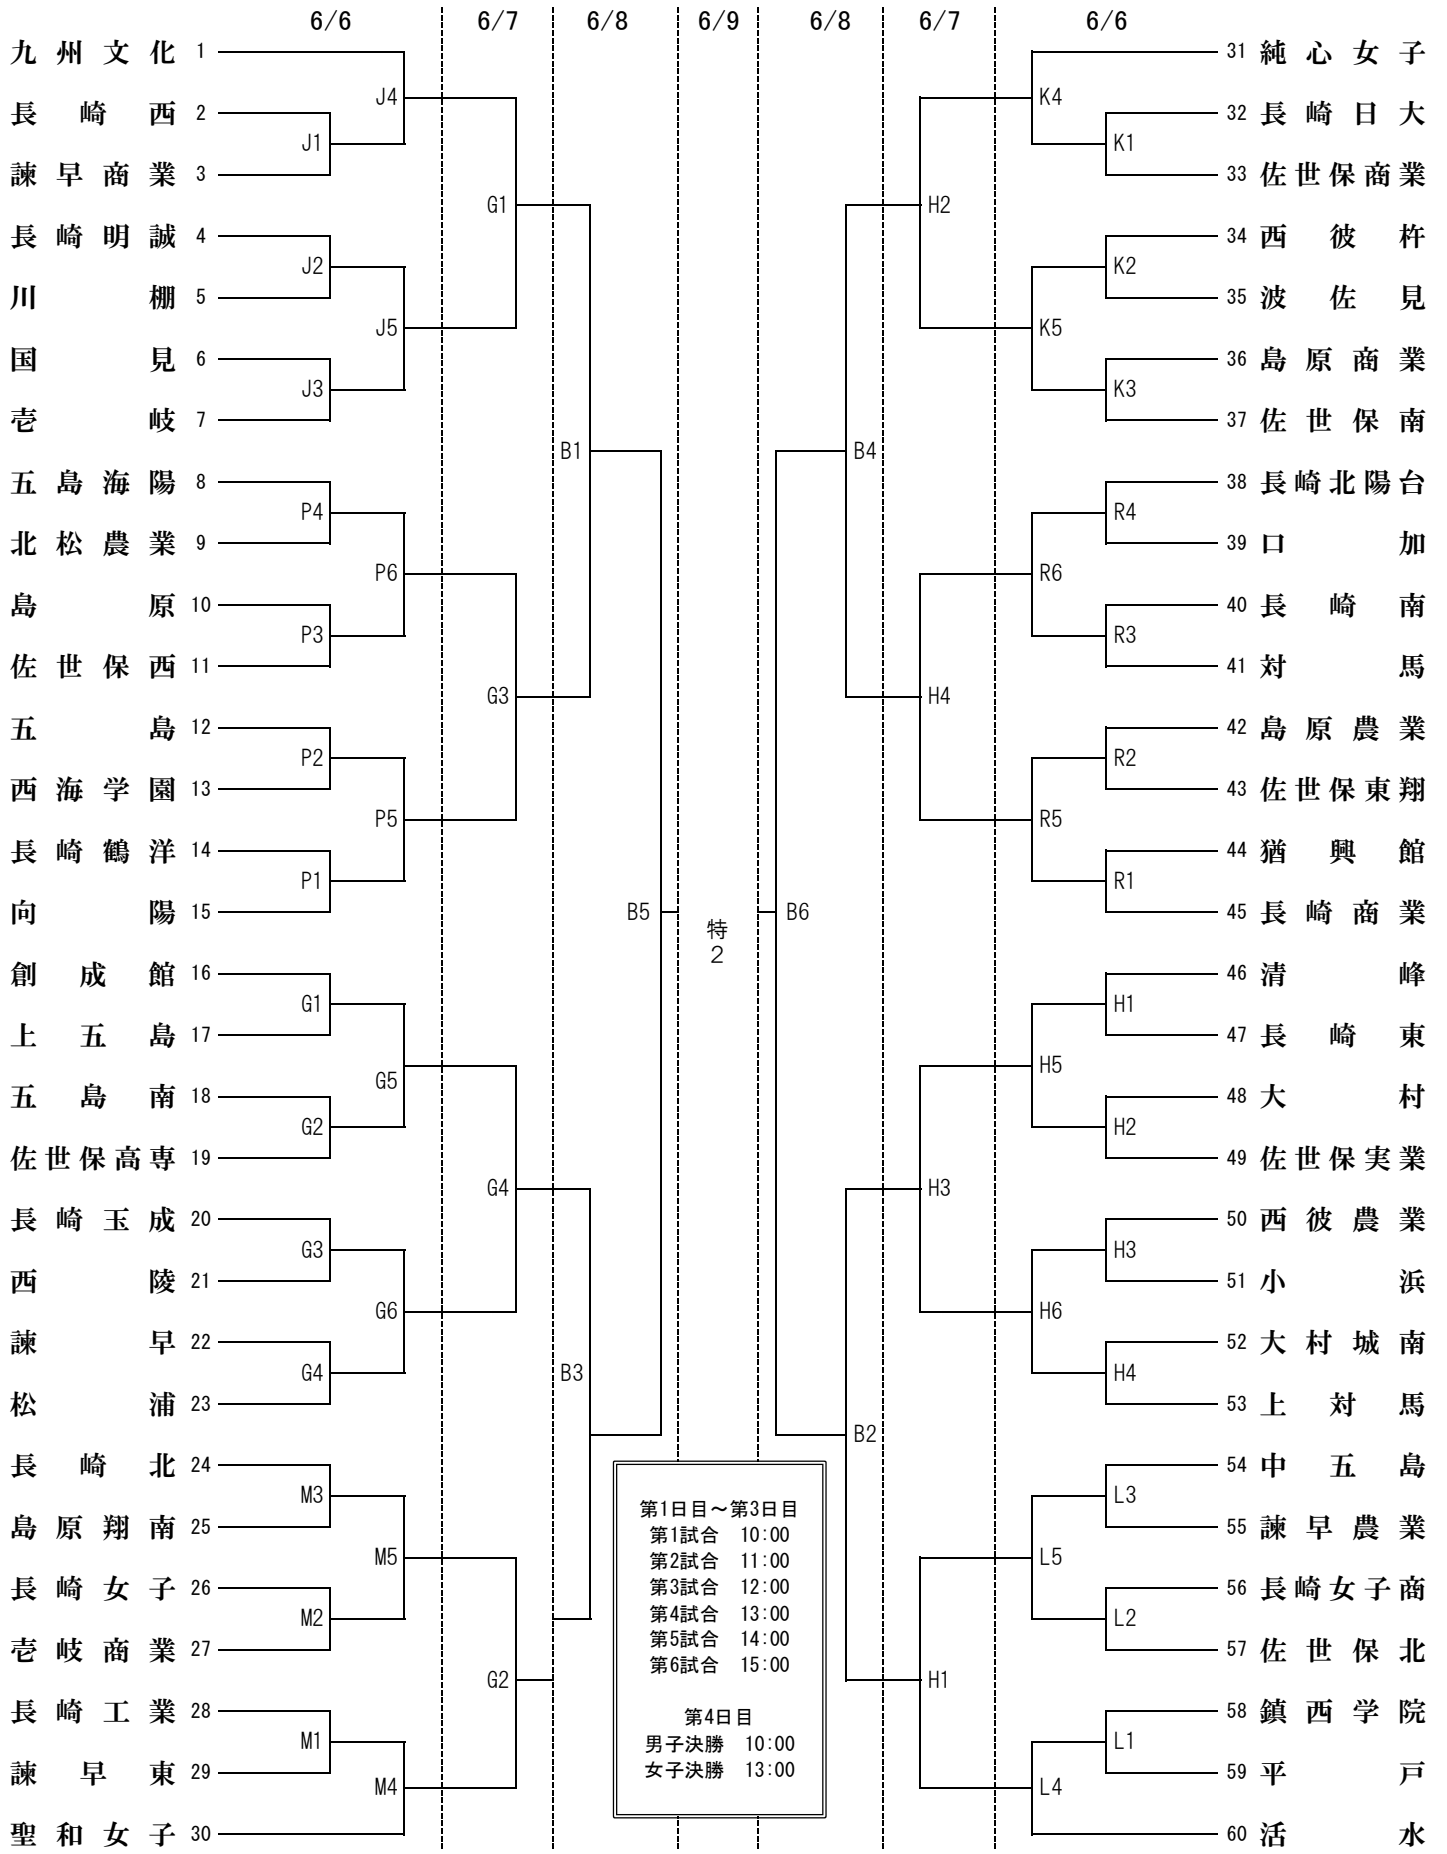 6/6 6/7 6/8 6/9 6/8 6/7 6/6
九州文化 1
31 純心女子
J4
K4
長崎西 2
32 長崎日大
J1
K1
諫早商業 3
33 佐世保商業
G1
H2
長崎明誠 4
34 西彼杵
J2
K2
川棚 5
35 波佐見
J5
K5
国見 6
36 島原商業
J3
K3
壱岐 7
37 佐世保南
B1
B4
五島海陽 8
38 長崎北陽台
P4
R4
北松農業 9
39 口加
P6
R6
島原 10
40 長崎南
P3
R3
佐世保西 11
41 対馬
G3
H4
五島 12
42 島原農業
P2
R2
西海学園 13
43 佐世保東翔
P5
R5
長崎鶴洋 14
44 猶興館
P1
R1
向陽 15
45 長崎商業
B5
B6
特2
創成館 16
46 清峰
G1
H1
上五島 17
47 長崎東
G5
H5
五島南 18
48 大村
G2
H2
佐世保高専 19
49 佐世保実業
G4
H3
長崎玉成 20
50 西彼農業
G3
H3
西陵 21
51 小浜
G6
H6
諫早 22
52 大村城南
G4
H4
B3
松浦 23
53 上対馬
B2
長崎北 24
54 中五島
M3
L3
島原翔南 25
55 諫早農業
M5
L5
長崎女子 26
56 長崎女子商
M2
L2
壱岐商業 27
57 佐世保北
G2
H1
長崎工業 28
58 鎮西学院
M1
L1
諫早東 29
59 平戸
M4
L4
聖和女子 30
60 活水
第1日目～第3日目
第1試合 10:00
第2試合 11:00
第3試合 12:00
第4試合 13:00
第5試合 14:00
第6試合 15:00
第4日目
男子決勝 10:00
女子決勝 13:00